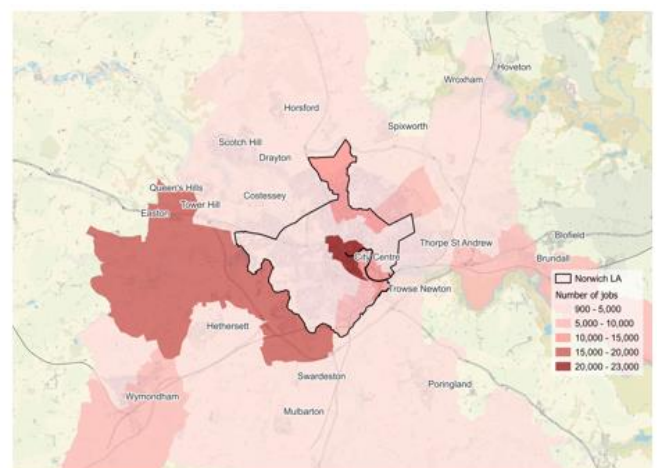 Hoveton
Wroxham
Horsford
Spixworth
Scotch Hill
Drayton
Queen's Hills
Costessey
Tower Hill
Easton
Thorpe St Andrew
Blofield
City Centre
Brundall
Trowse Newton
Hethersett
Swardeston
Poringland
Wymondham
Mulbarton
Norwich LA
Number of jobs
900 - 5,000
5,000 - 10,000
10,000 - 15,000
15,000 - 20,000
20,000 - 23,000